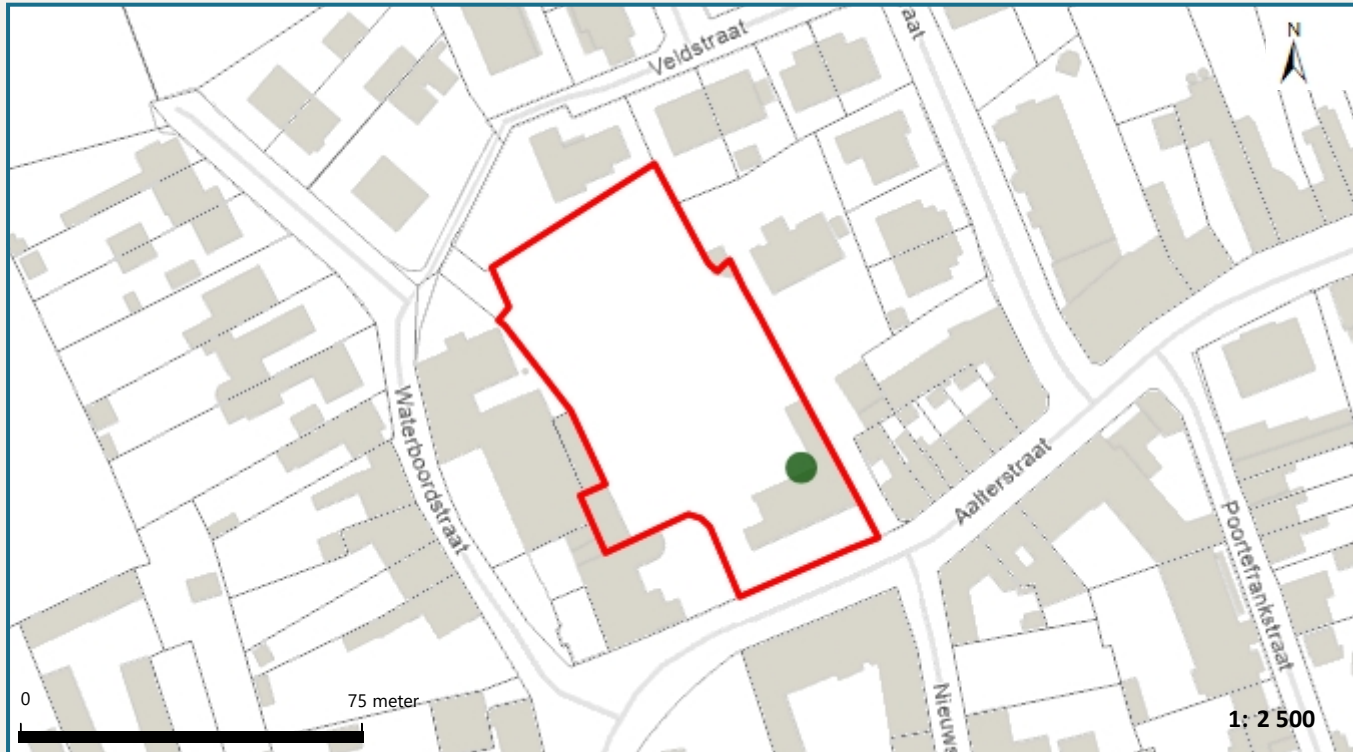 Veldstraat
aat
N
Waterboordstraat
Aalterstraat
Poortefrankstraat
Nieuws
0
75 meter
1: 2 500